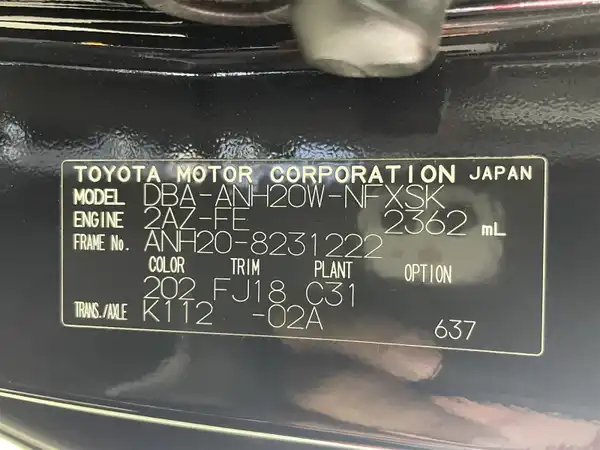 TOYOTA MOTOR CORPORATION JAPAN
MODEL DBA-ANH20W-NFXSK
ENGINE 2AZ-FE 2362 mL
FRAME No. ANH20-8231222
COLOR TRIM PLANT OPTION
202 FJ18 C31
TRANS./AXLE K112 -02A 637